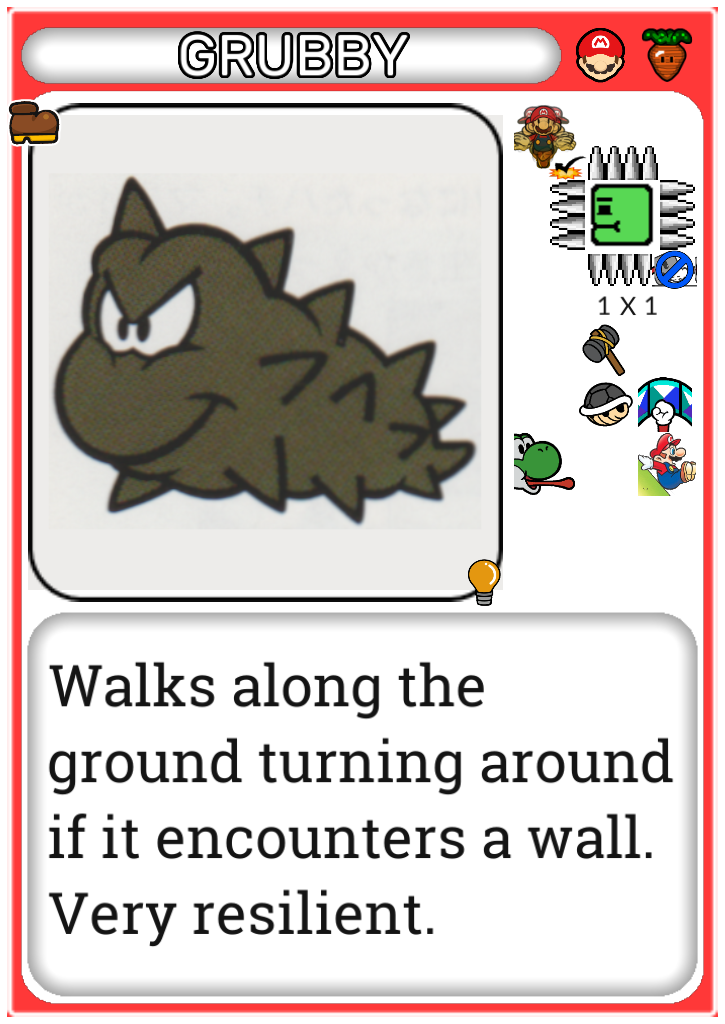 GRUBBY
1 X 1
Walks along the
ground turning around
if it encounters a wall.
Very resilient.